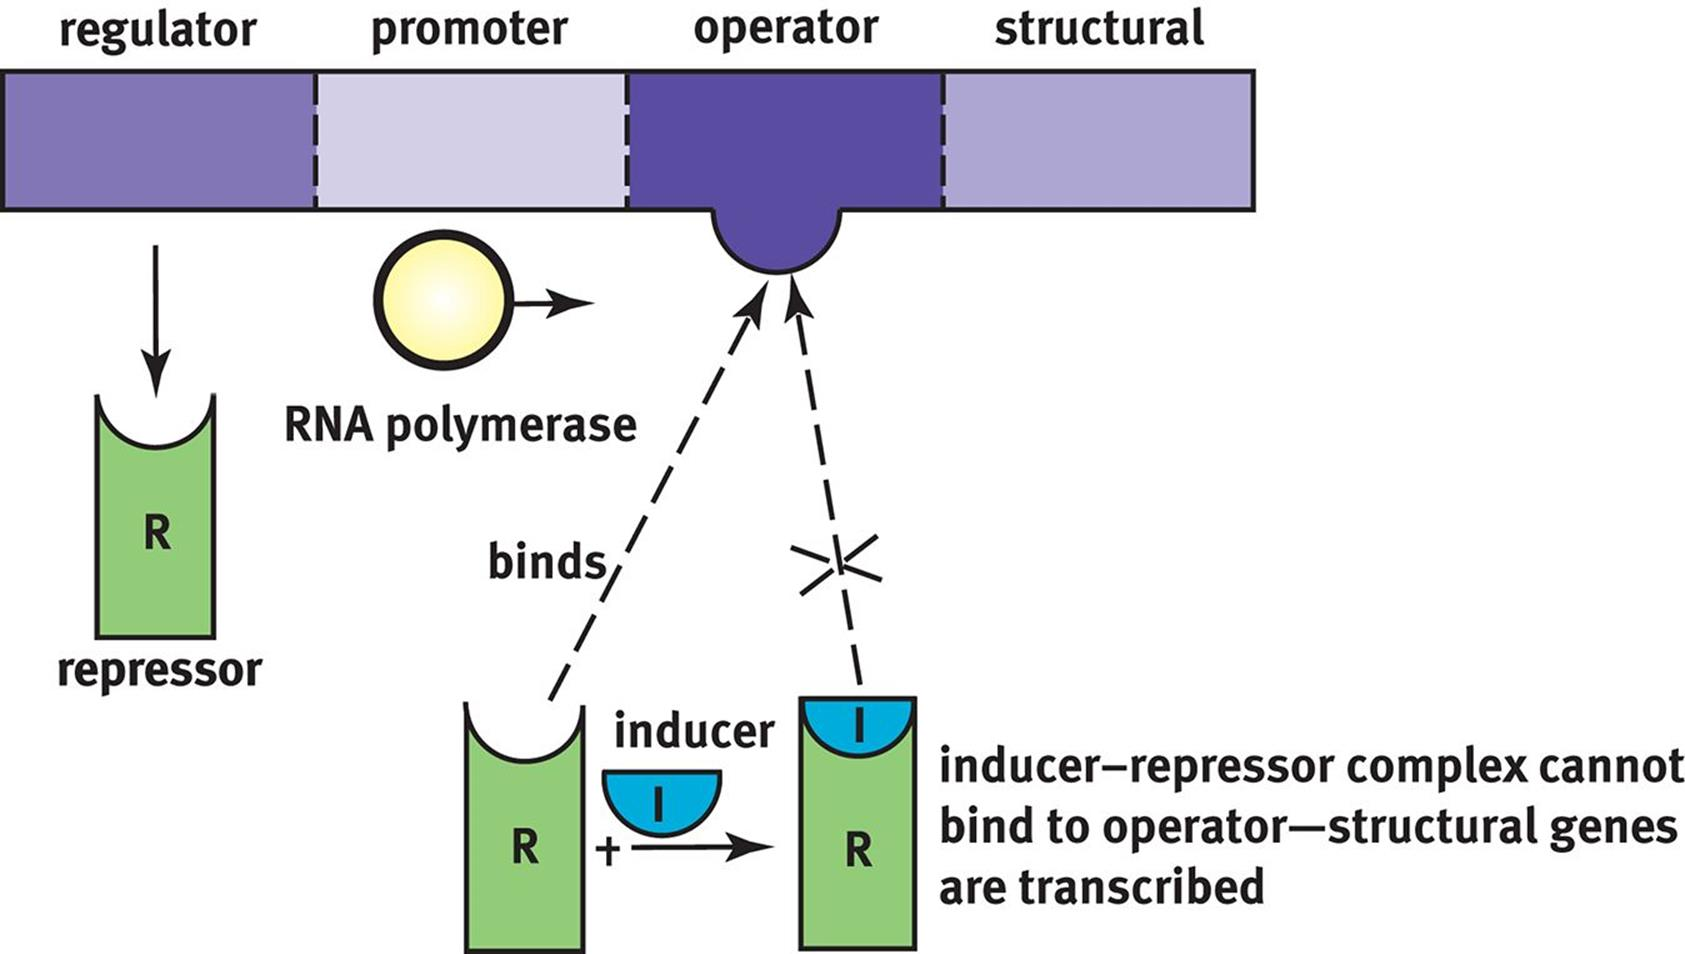 regulator promoter operator structural
RNA polymerase
R
binds
repressor
inducer
I
I
R
+
R
inducer–repressor complex cannot
bind to operator—structural genes
are transcribed